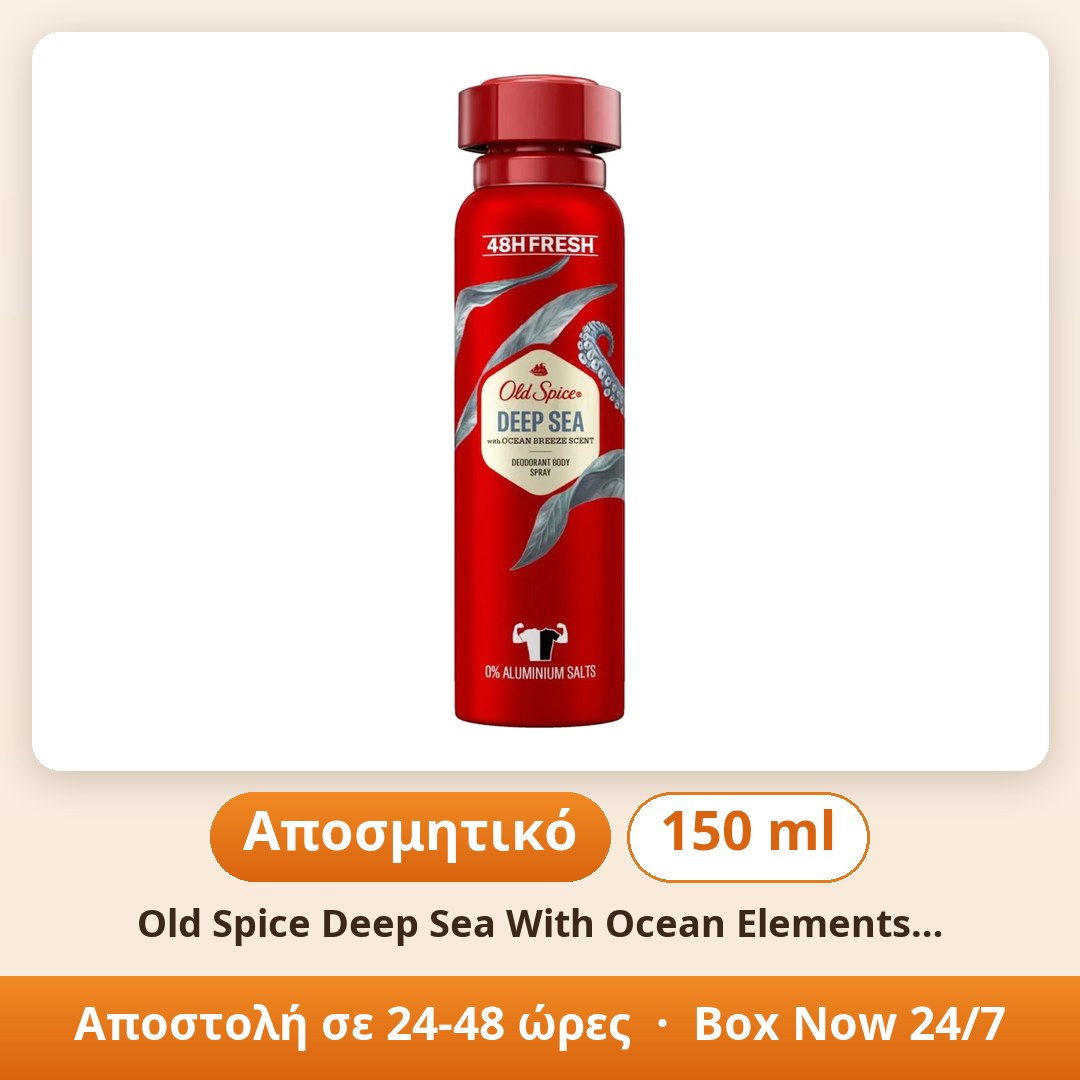 48H FRESH
Old Spice®
DEEP SEA
with OCEAN BREEZE SCENT
DEODORANT BODY
SPRAY
0% ALUMINIUM SALTS
Αποσμητικό
150 ml
Old Spice Deep Sea With Ocean Elements...
Αποστολή σε 24-48 ώρες · Box Now 24/7